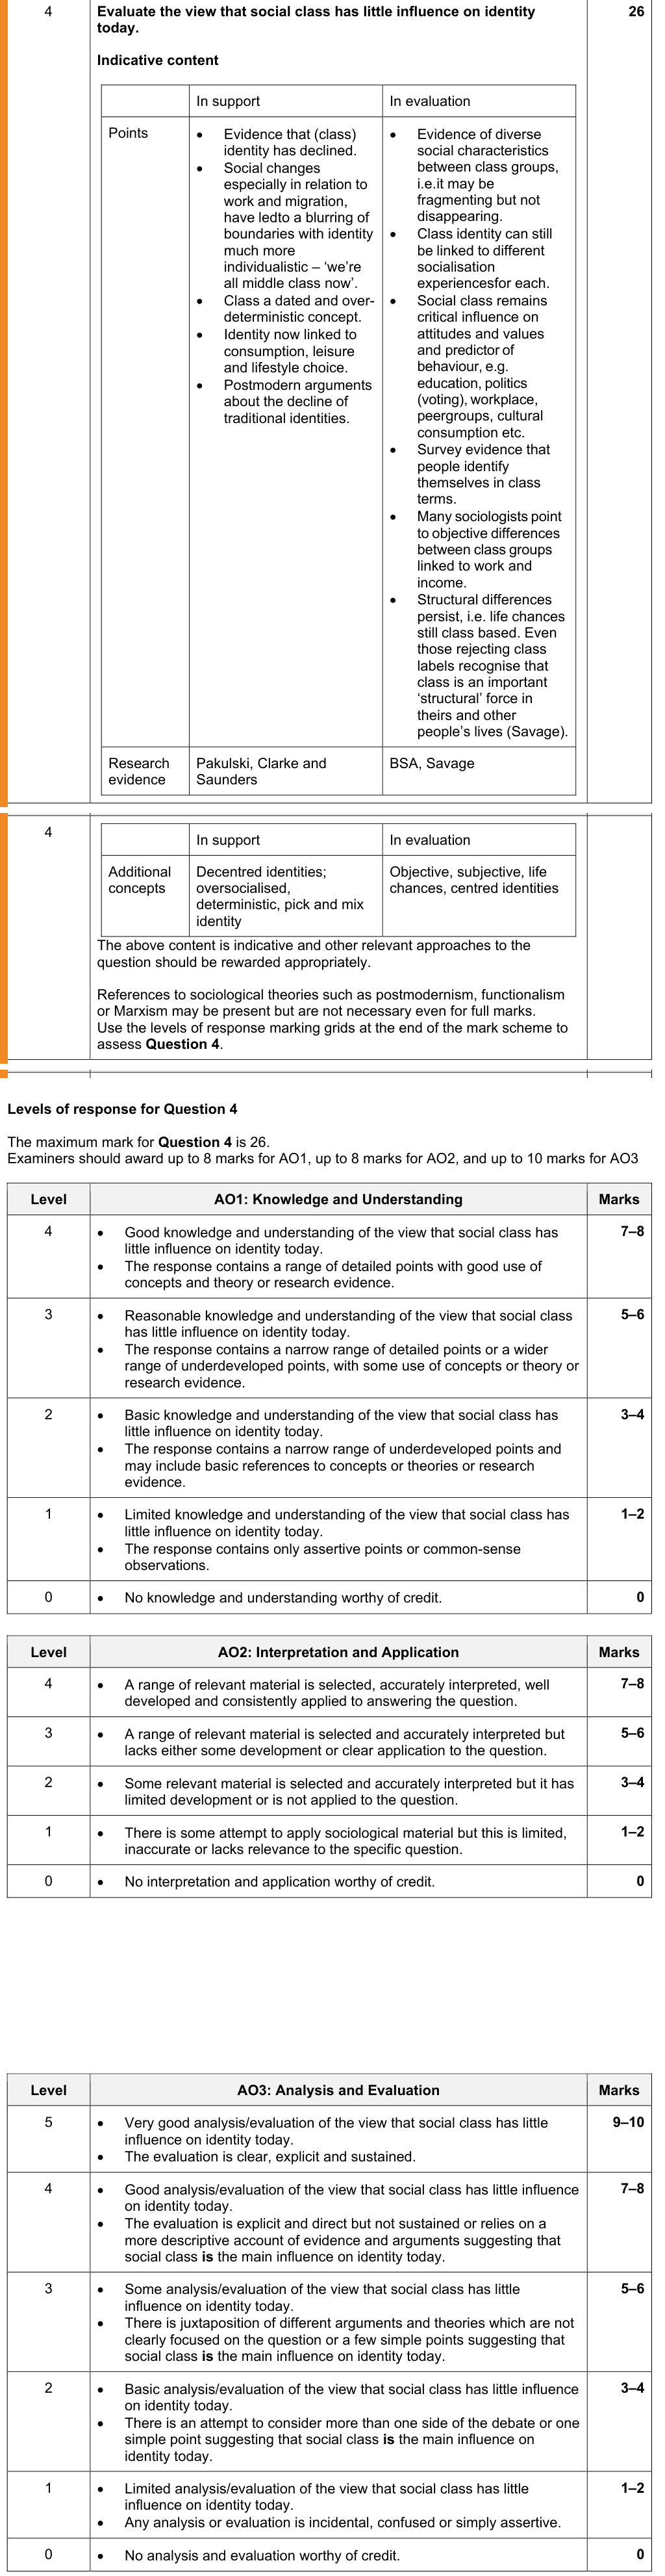 4
Evaluate the view that social class has little influence on identity
today.
26
Indicative content
In support
In evaluation
Points
• Evidence that (class)
identity has declined.
• Social changes
especially in relation to
work and migration,
have ledto a blurring of
boundaries with identity
much more
individualistic – ‘we’re
all middle class now’.
• Class a dated and over-
deterministic concept.
• Identity now linked to
consumption, leisure
and lifestyle choice.
• Postmodern arguments
about the decline of
traditional identities.
• Evidence of diverse
social characteristics
between class groups,
i.e.it may be
fragmenting but not
disappearing.
• Class identity can still
be linked to different
socialisation
experiencesfor each.
• Social class remains
critical influence on
attitudes and values
and predictor of
behaviour, e.g.
education, politics
(voting), workplace,
peergroups, cultural
consumption etc.
• Survey evidence that
people identify
themselves in class
terms.
• Many sociologists point
to objective differences
between class groups
linked to work and
income.
• Structural differences
persist, i.e. life chances
still class based. Even
those rejecting class
labels recognise that
class is an important
‘structural’ force in
theirs and other
people’s lives (Savage).
Research
evidence
Pakulski, Clarke and
Saunders
BSA, Savage
4
In support
In evaluation
Additional
concepts
Decentred identities;
oversocialised,
deterministic, pick and mix
identity
Objective, subjective, life
chances, centred identities
The above content is indicative and other relevant approaches to the
question should be rewarded appropriately.
References to sociological theories such as postmodernism, functionalism
or Marxism may be present but are not necessary even for full marks.
Use the levels of response marking grids at the end of the mark scheme to
assess Question 4.
Levels of response for Question 4
The maximum mark for Question 4 is 26.
Examiners should award up to 8 marks for AO1, up to 8 marks for AO2, and up to 10 marks for AO3
Level
AO1: Knowledge and Understanding
Marks
4
• Good knowledge and understanding of the view that social class has
little influence on identity today.
• The response contains a range of detailed points with good use of
concepts and theory or research evidence.
7–8
3
• Reasonable knowledge and understanding of the view that social class
has little influence on identity today.
• The response contains a narrow range of detailed points or a wider
range of underdeveloped points, with some use of concepts or theory or
research evidence.
5–6
2
• Basic knowledge and understanding of the view that social class has
little influence on identity today.
• The response contains a narrow range of underdeveloped points and
may include basic references to concepts or theories or research
evidence.
3–4
1
• Limited knowledge and understanding of the view that social class has
little influence on identity today.
• The response contains only assertive points or common-sense
observations.
1–2
0
• No knowledge and understanding worthy of credit.
0
Level
AO2: Interpretation and Application
Marks
4
• A range of relevant material is selected, accurately interpreted, well
developed and consistently applied to answering the question.
7–8
3
• A range of relevant material is selected and accurately interpreted but
lacks either some development or clear application to the question.
5–6
2
• Some relevant material is selected and accurately interpreted but it has
limited development or is not applied to the question.
3–4
1
• There is some attempt to apply sociological material but this is limited,
inaccurate or lacks relevance to the specific question.
1–2
0
• No interpretation and application worthy of credit.
0
Level
AO3: Analysis and Evaluation
Marks
5
• Very good analysis/evaluation of the view that social class has little
influence on identity today.
• The evaluation is clear, explicit and sustained.
9–10
4
• Good analysis/evaluation of the view that social class has little influence
on identity today.
• The evaluation is explicit and direct but not sustained or relies on a
more descriptive account of evidence and arguments suggesting that
social class is the main influence on identity today.
7–8
3
• Some analysis/evaluation of the view that social class has little
influence on identity today.
• There is juxtaposition of different arguments and theories which are not
clearly focused on the question or a few simple points suggesting that
social class is the main influence on identity today.
5–6
2
• Basic analysis/evaluation of the view that social class has little influence
on identity today.
• There is an attempt to consider more than one side of the debate or one
simple point suggesting that social class is the main influence on
identity today.
3–4
1
• Limited analysis/evaluation of the view that social class has little
influence on identity today.
• Any analysis or evaluation is incidental, confused or simply assertive.
1–2
0
• No analysis and evaluation worthy of credit.
0